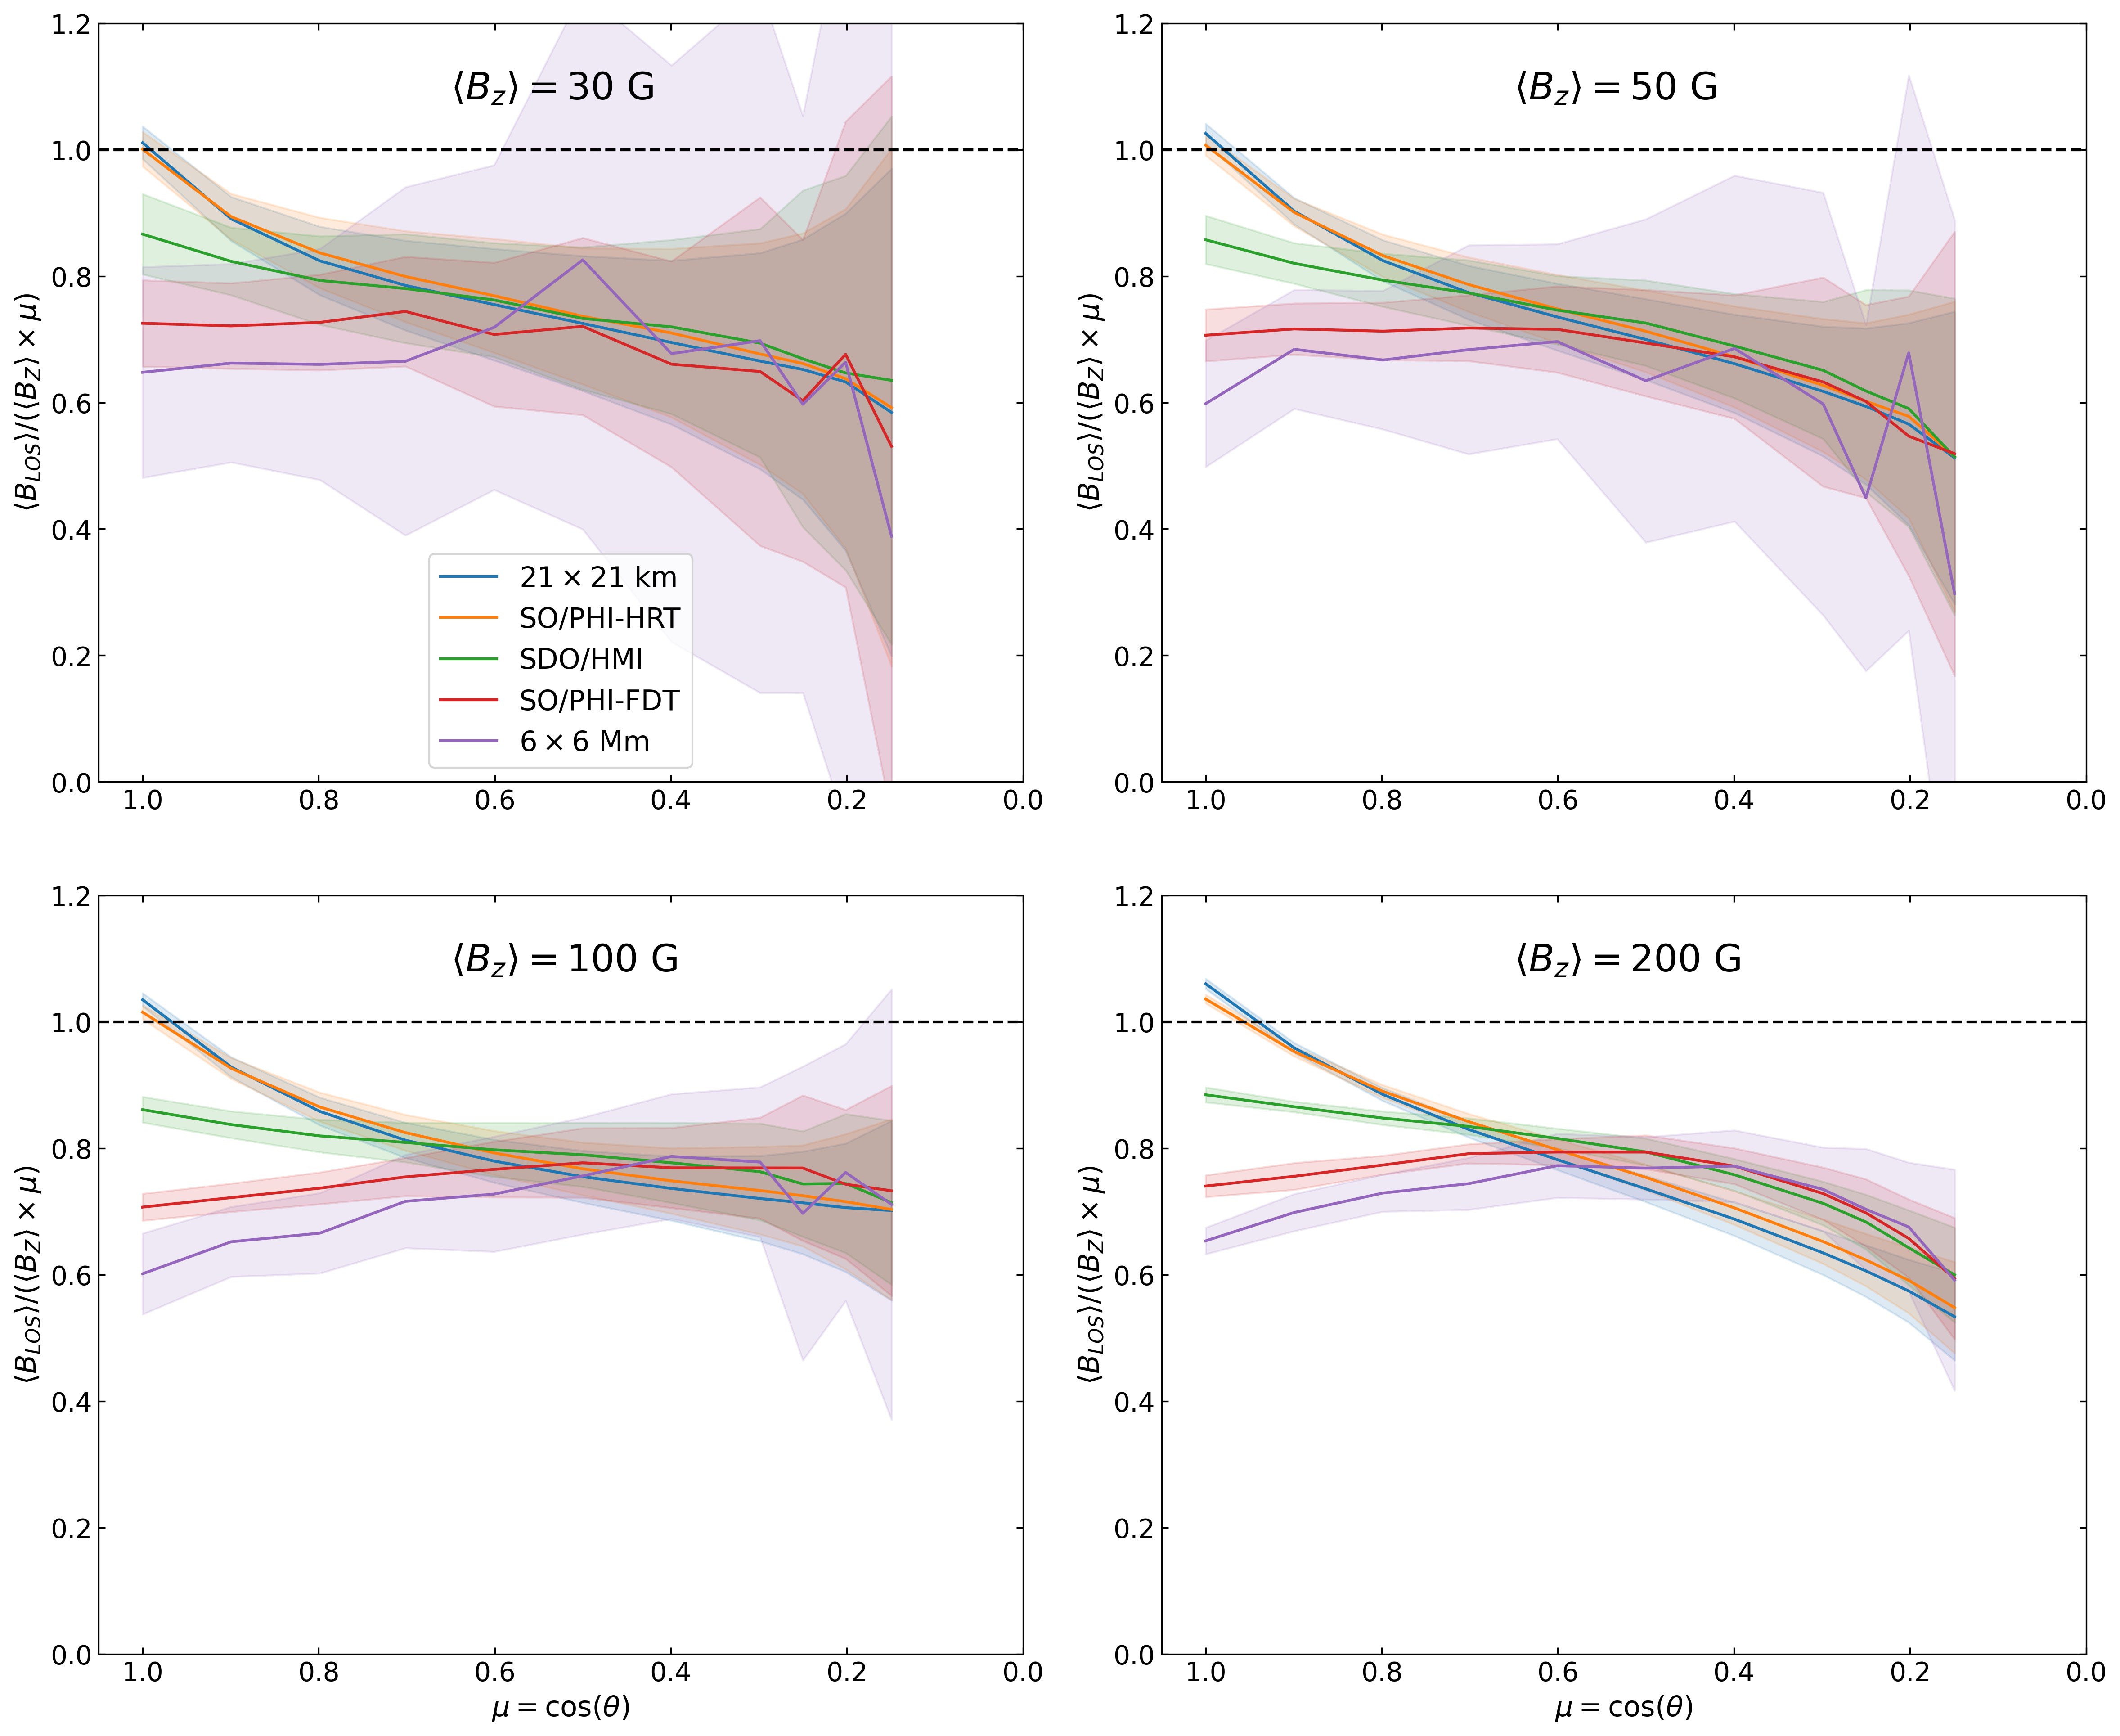 ⟨B_z⟩ = 30 G
⟨B_LOS⟩/(⟨B_Z⟩ × μ)
1.2
1.0
0.8
0.6
0.4
0.2
0.0
21 × 21 km
SO/PHI-HRT
SDO/HMI
SO/PHI-FDT
6 × 6 Mm
1.0 0.8 0.6 0.4 0.2 0.0
⟨B_z⟩ = 50 G
⟨B_LOS⟩/(⟨B_Z⟩ × μ)
1.2
1.0
0.8
0.6
0.4
0.2
0.0
1.0 0.8 0.6 0.4 0.2 0.0
⟨B_z⟩ = 100 G
⟨B_LOS⟩/(⟨B_Z⟩ × μ)
1.2
1.0
0.8
0.6
0.4
0.2
0.0
1.0 0.8 0.6 0.4 0.2 0.0
μ = cos(θ)
⟨B_z⟩ = 200 G
⟨B_LOS⟩/(⟨B_Z⟩ × μ)
1.2
1.0
0.8
0.6
0.4
0.2
0.0
1.0 0.8 0.6 0.4 0.2 0.0
μ = cos(θ)